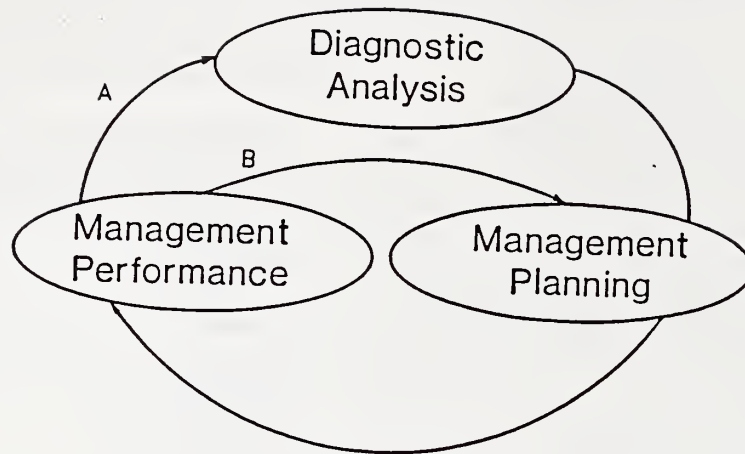 Diagnostic
Analysis
A
B
Management
Performance
Management
Planning